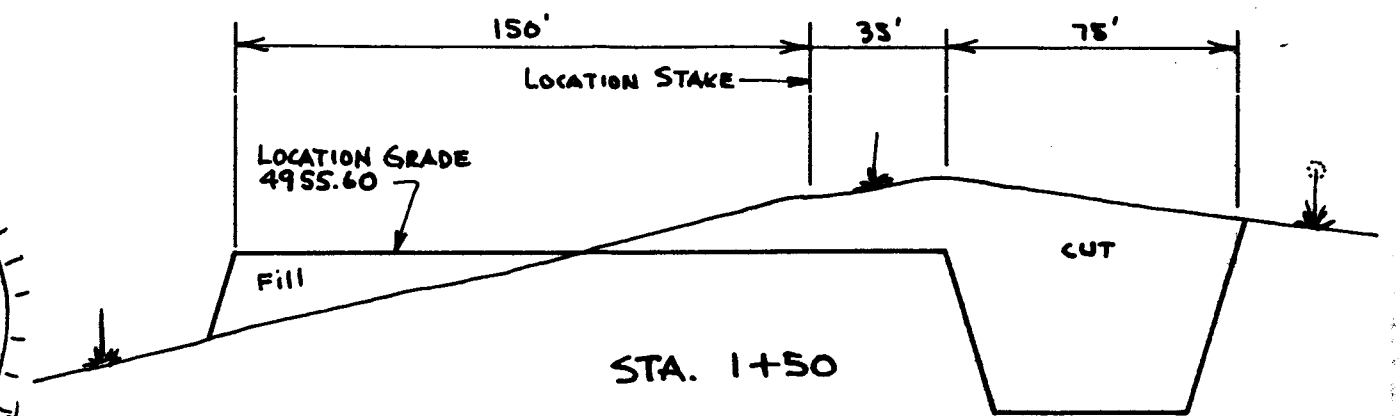 150'
35'
75'
LOCATION STAKE
LOCATION GRADE
4955.60
Fill
CUT
STA. 1+50